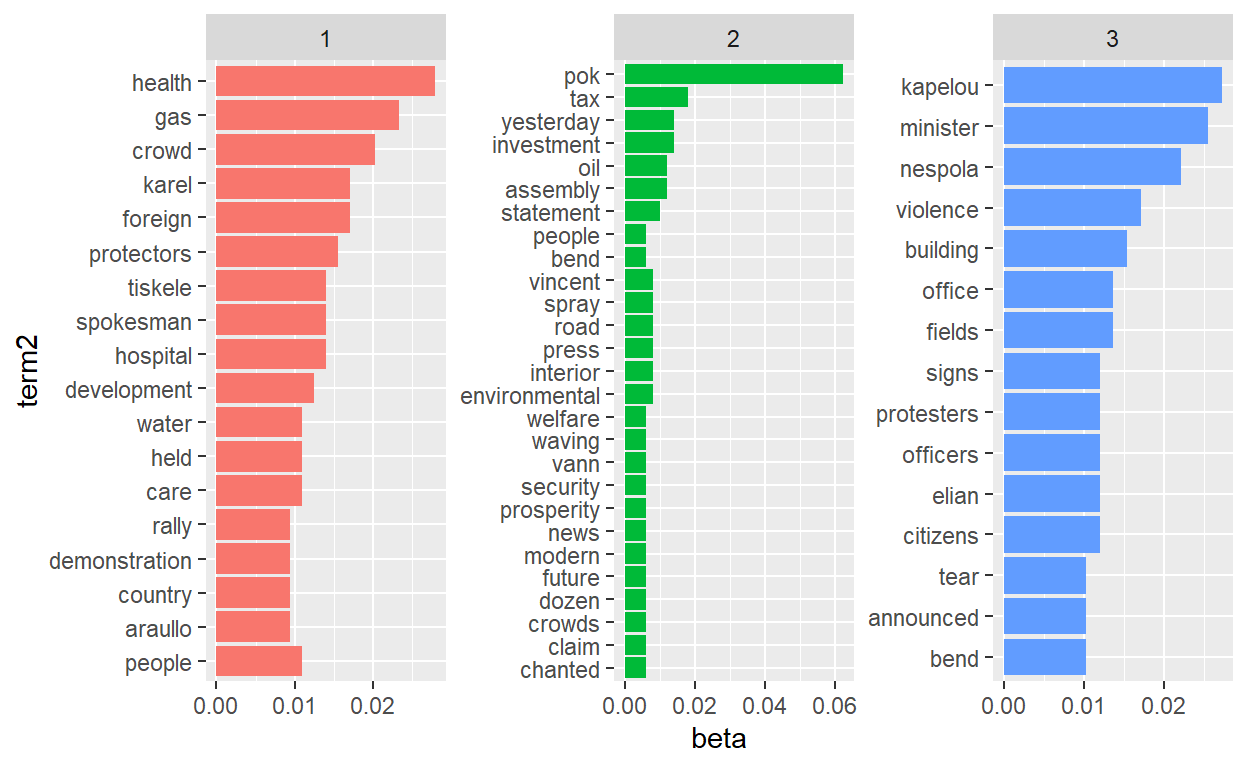 1
2
3
term2
health
gas
crowd
karel
foreign
protectors
tiskele
spokesman
hospital
development
water
held
care
rally
demonstration
country
araullo
people
0.00 0.01 0.02
pok
tax
yesterday
investment
oil
assembly
statement
people
bend
vincent
spray
road
press
interior
environmental
welfare
waving
vann
security
prosperity
news
modern
future
dozen
crowds
claim
chanted
0.00 0.02 0.04 0.06
kapelou
minister
nespola
violence
building
office
fields
signs
protesters
officers
elian
citizens
tear
announced
bend
0.00 0.01 0.02
beta